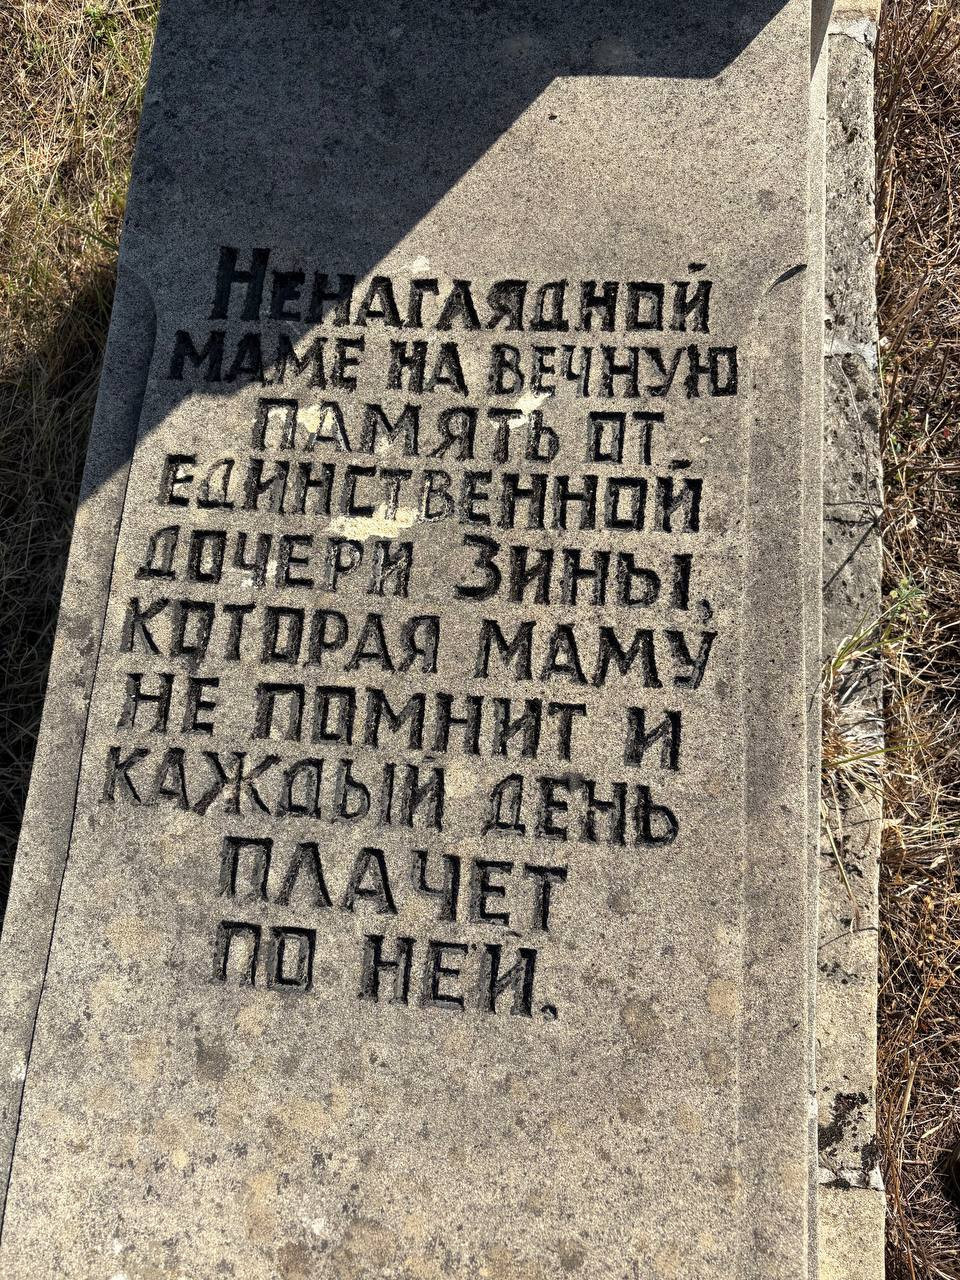 Ненаглядной
маме на вечную
память от
единственной
дочери Зины,
которая маму
не помнит и
каждый день
плачет
по ней.